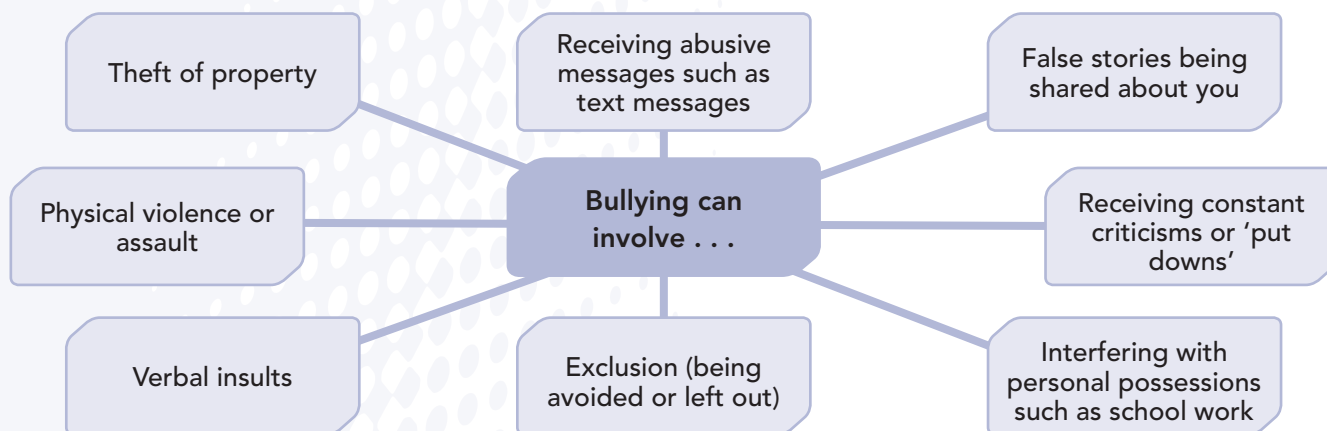 Theft of property
Receiving abusive
messages such as
text messages
False stories being
shared about you
Physical violence or
assault
Bullying can
involve . . .
Receiving constant
criticisms or ‘put
downs’
Verbal insults
Exclusion (being
avoided or left out)
Interfering with
personal possessions
such as school work